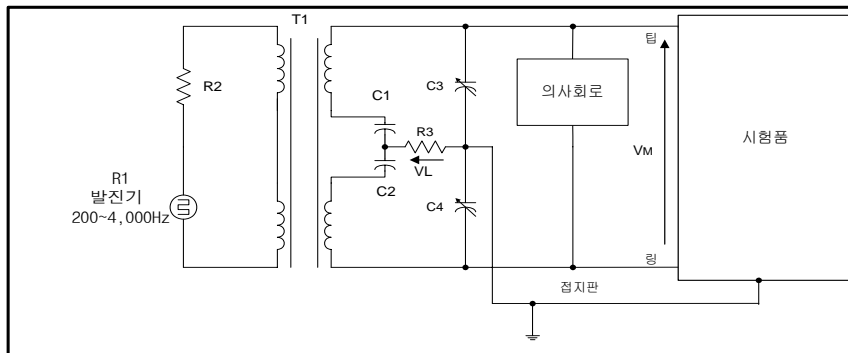 T1
R2
C1
C3
R3
VL
C2
C4
R1
발진기
200~4,000Hz
의사회로
팁
VM
링
시험품
접지판